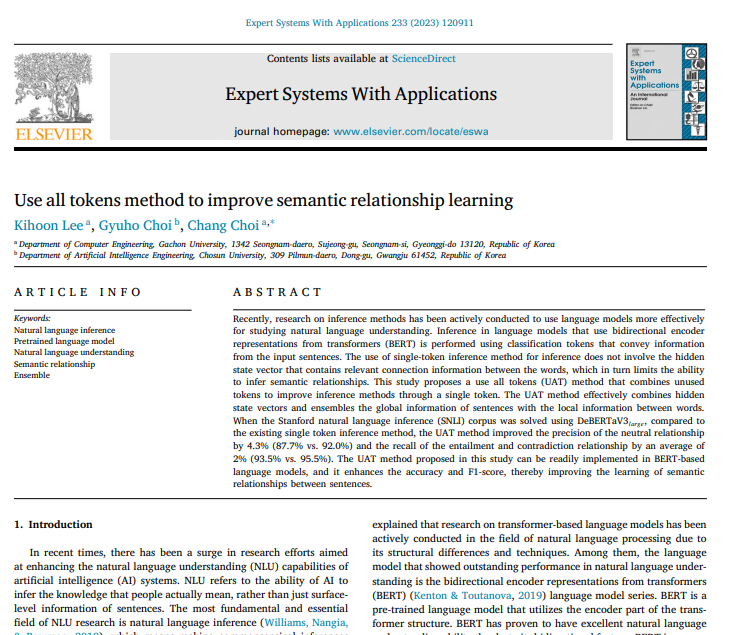 Expert Systems With Applications 233 (2023) 120911
Contents lists available at ScienceDirect
Expert Systems With Applications
journal homepage: www.elsevier.com/locate/eswa
ELSEVIER
Expert
Systems
with
Applications
An International
Journal
Use all tokens method to improve semantic relationship learning
Kihoon Lee a, Gyuho Choi b, Chang Choi a,*
a Department of Computer Engineering, Gachon University, 1342 Seongnam-daero, Sujeong-gu, Seongnam-si, Gyeonggi-do 13120, Republic of Korea
b Department of Artificial Intelligence Engineering, Chosun University, 309 Pilmun-daero, Dong-gu, Gwangju 61452, Republic of Korea
ARTICLE INFO
Keywords:
Natural language inference
Pretrained language model
Natural language understanding
Semantic relationship
Ensemble
ABSTRACT
Recently, research on inference methods has been actively conducted to use language models more effectively
for studying natural language understanding. Inference in language models that use bidirectional encoder
representations from transformers (BERT) is performed using classification tokens that convey information
from the input sentences. The use of single-token inference method for inference does not involve the hidden
state vector that contains relevant connection information between the words, which in turn limits the ability
to infer semantic relationships. This study proposes a use all tokens (UAT) method that combines unused
tokens to improve inference methods through a single token. The UAT method effectively combines hidden
state vectors and ensembles the global information of sentences with the local information between words.
When the Stanford natural language inference (SNLI) corpus was solved using DeBERTaV3large, compared to
the existing single token inference method, the UAT method improved the precision of the neutral relationship
by 4.3% (87.7% vs. 92.0%) and the recall of the entailment and contradiction relationship by an average of
2% (93.5% vs. 95.5%). The UAT method proposed in this study can be readily implemented in BERT-based
language models, and it enhances the accuracy and F1-score, thereby improving the learning of semantic
relationships between sentences.
1. Introduction
In recent times, there has been a surge in research efforts aimed
at enhancing the natural language understanding (NLU) capabilities of
artificial intelligence (AI) systems. NLU refers to the ability of AI to
infer the knowledge that people actually mean, rather than just surface-
level information of sentences. The most fundamental and essential
field of NLU research is natural language inference (Williams, Nangia,
explained that research on transformer-based language models has been
actively conducted in the field of natural language processing due to
its structural differences and techniques. Among them, the language
model that showed outstanding performance in natural language under-
standing is the bidirectional encoder representations from transformers
(BERT) (Kenton & Toutanova, 2019) language model series. BERT is a
pre-trained language model that utilizes the encoder part of the trans-
former structure. BERT has proven to have excellent natural language